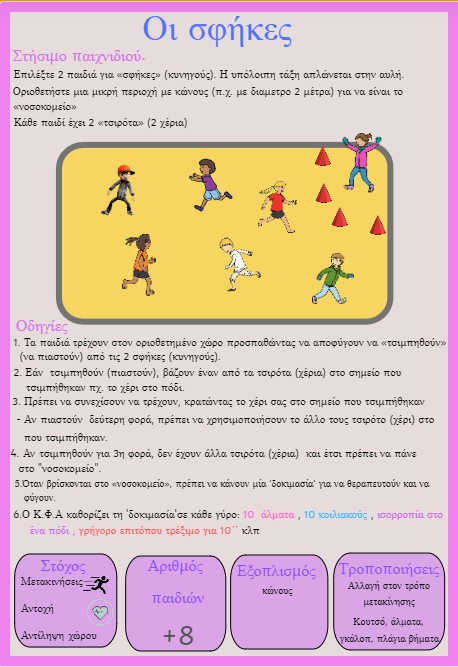 Οι σφήκες
Στήσιμο παιχνιδιού.
Επιλέξτε 2 παιδιά για «σφήκες» (κυνηγούς). Η υπόλοιπη τάξη απλάνεται στην αυλή.
Οριοθετήστε μια μικρή περιοχή με κάνους (π.χ. με διαμετρο 2 μέτρα) για να είναι το
«νοσοκομείο»
Κάθε παιδί έχει 2 «τσιρότα» (2 χέρια)
Οδηγίες
1. Τα παιδιά τρέχουν στον οριοθετημένο χώρο προσπαθώντας να αποφύγουν να «τσιμπηθούν»
(να πιαστούν) από τις 2 σφήκες (κυνηγούς).
2. Εάν τσιμπηθούν (πιαστούν), βάζουν έναν από τα τσιρότα (χέρια) στο σημείο που
τσιμπήθηκαν πχ. το χέρι στο πόδι.
3. Πρέπει να συνεχίσουν να τρέχουν, κρατώντας το χέρι σας στο σημείο που τσιμπήθηκαν
- Αν πιαστούν δεύτερη φορά, πρέπει να χρησιμοποιήσουν το άλλο τους τσιρότο (χέρι) στο
που τσιμπήθηκαν.
4. Αν τσιμπηθούν για 3η φορά, δεν έχουν άλλα τσιρότα (χέρια) και έτσι πρέπει να πάνε
στο "νοσοκομείο".
5.Όταν βρίσκονται στο «νοσοκομείο», πρέπει να κάνουν μία 'δοκιμασία' για να θεραπευτούν και να
φύγουν.
6.Ο Κ.Φ.Α καθορίζει τη 'δοκιμασία'σε κάθε γύρο: 10 άλματα , 10 κοιλιακούς , ισορροπία στο
ένα πόδι , γρήγορο επιτόπου τρέξιμο για 10΄΄ κλπ
Στόχος
Μετακινήσεις
Αντοχή
Αντίληψη χώρου
Αριθμός
παιδιών
+8
Εξοπλισμός
κάνους
Τροποποιήσεις
Αλλαγή στον τρόπο
μετακίνησης
Κουτσό, άλματα,
γκάλοπ, πλάγια βήματα